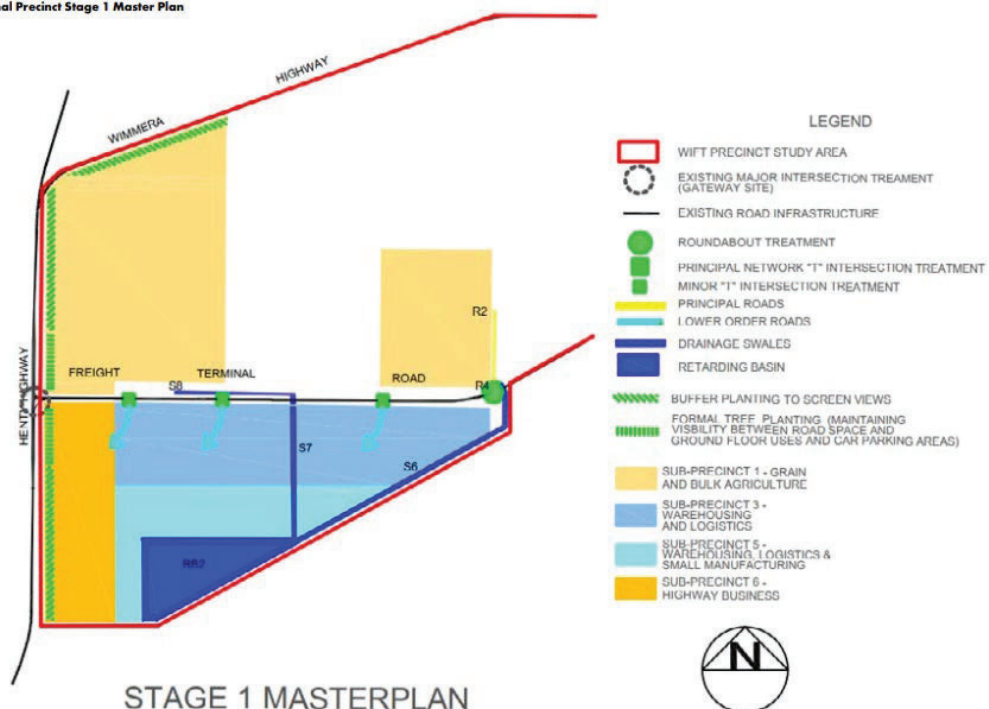 al Precinct Stage 1 Master Plan
WIMMERA
HIGHWAY
HENTY HIGHWAY
FREIGHT
TERMINAL
ROAD
R2
R4
S8
S7
S6
RB2
STAGE 1 MASTERPLAN
LEGEND
WIFT PRECINCT STUDY AREA
EXISTING MAJOR INTERSECTION TREAMENT
(GATEWAY SITE)
EXISTING ROAD INFRASTRUCTURE
ROUNDABOUT TREATMENT
PRINCIPAL NETWORK "T" INTERSECTION TREATMENT
MINOR "T" INTERSECTION TREATMENT
PRINCIPAL ROADS
LOWER ORDER ROADS
DRAINAGE SWALES
RETARDING BASIN
BUFFER PLANTING TO SCREEN VIEWS
FORMAL TREE PLANTING (MAINTAINING
VISBILITY BETWEEN ROAD SPACE AND
GROUND FLOOR USES AND CAR PARKING AREAS)
SUB-PRECINCT 1 - GRAIN
AND BULK AGRICULTURE
SUB-PRECINCT 3 -
WAREHOUSING
AND LOGISTICS
SUB-PRECINCT 5 -
WAREHOUSING, LOGISTICS &
SMALL MANUFACTURING
SUB-PRECINCT 6 -
HIGHWAY BUSINESS
N